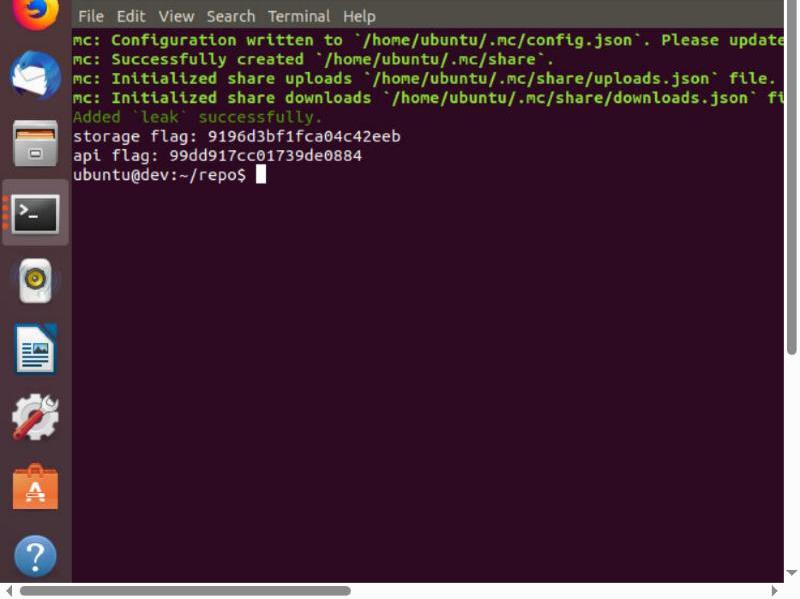 File Edit View Search Terminal Help
mc: Configuration written to `/home/ubuntu/.mc/config.json`. Please update
mc: Successfully created `/home/ubuntu/.mc/share`.
mc: Initialized share uploads `/home/ubuntu/.mc/share/uploads.json` file.
mc: Initialized share downloads `/home/ubuntu/.mc/share/downloads.json` fi
Added `leak` successfully.
storage flag: 9196d3bf1fca04c42eeb
api flag: 99dd917cc01739de0884
ubuntu@dev:~/repo$